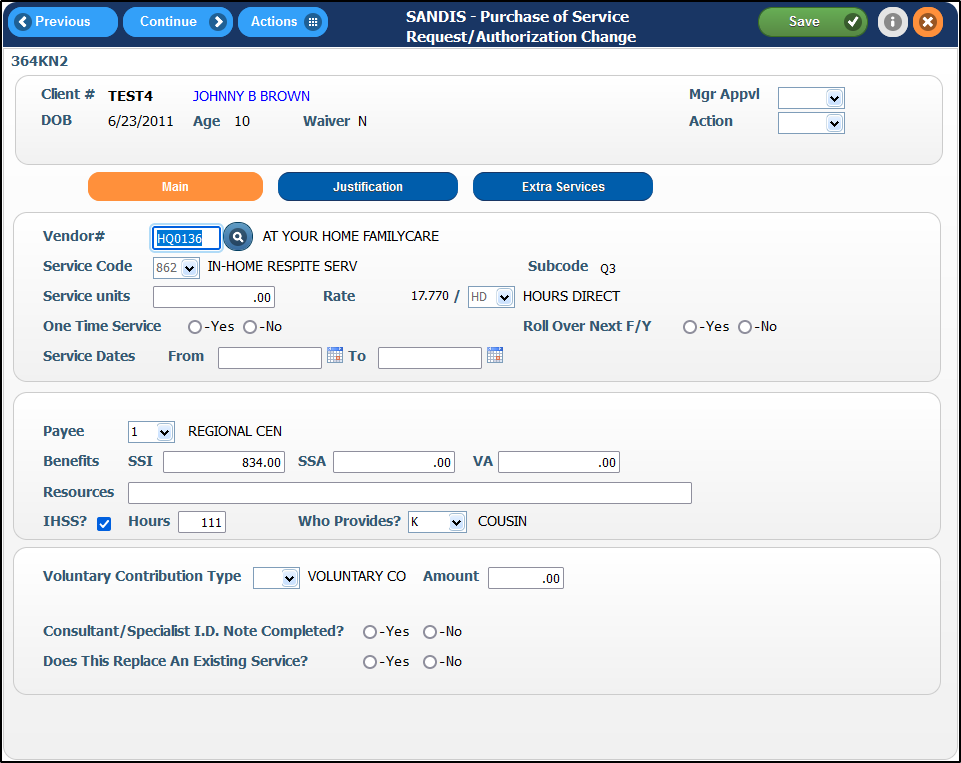 Previous Continue Actions SANDIS - Purchase of Service Save
Request/Authorization Change
364KN2
Client # TEST4 JOHNNY B BROWN Mgr Appvl
DOB 6/23/2011 Age 10 Waiver N Action
Main Justification Extra Services
Vendor# HQ0136 AT YOUR HOME FAMILYCARE
Service Code 862 IN-HOME RESPITE SERV Subcode Q3
Service units .00 Rate 17.770 / HD HOURS DIRECT
One Time Service -Yes -No Roll Over Next F/Y -Yes -No
Service Dates From To
Payee 1 REGIONAL CEN
Benefits SSI 834.00 SSA .00 VA .00
Resources
IHSS? Hours 111 Who Provides? K COUSIN
Voluntary Contribution Type VOLUNTARY CO Amount .00
Consultant/Specialist I.D. Note Completed? -Yes -No
Does This Replace An Existing Service? -Yes -No